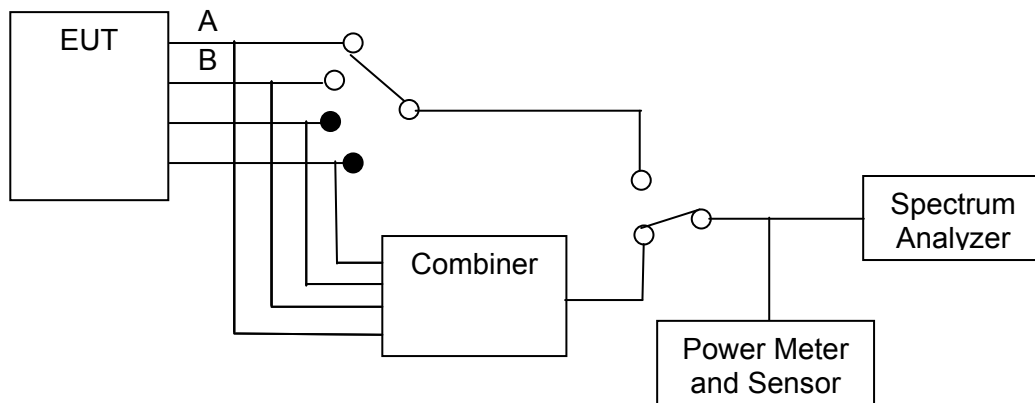 EUT
A
B
Combiner
Spectrum
Analyzer
Power Meter
and Sensor